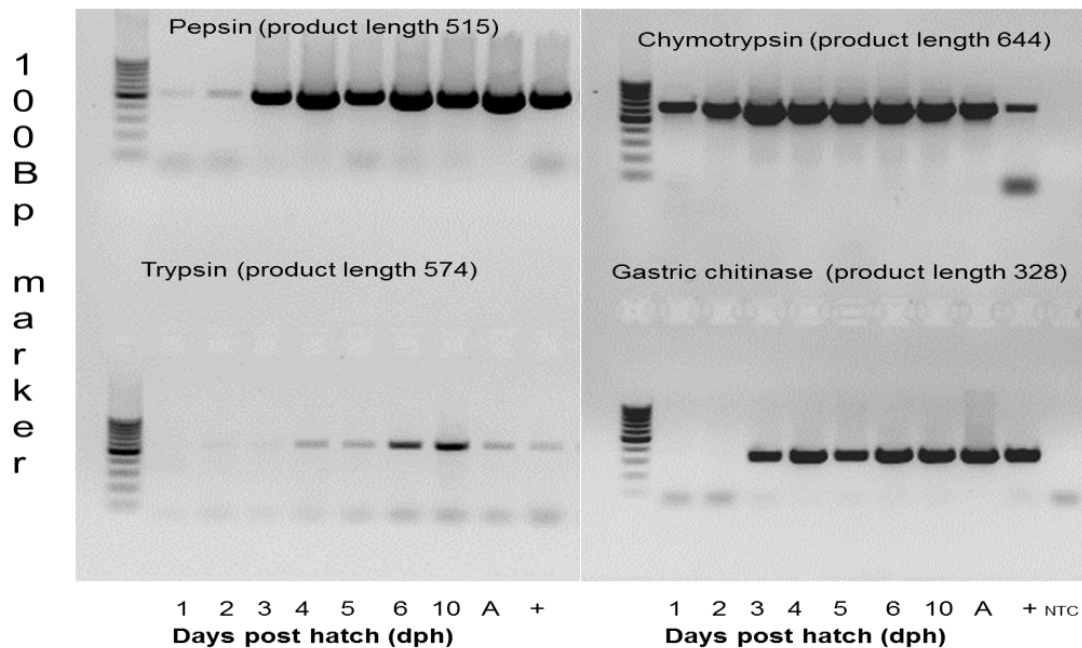 100Bp marker
Pepsin (product length 515)
Chymotrypsin (product length 644)
Trypsin (product length 574)
Gastric chitinase (product length 328)
1 2 3 4 5 6 10 A +
Days post hatch (dph)
1 2 3 4 5 6 10 A + NTC
Days post hatch (dph)